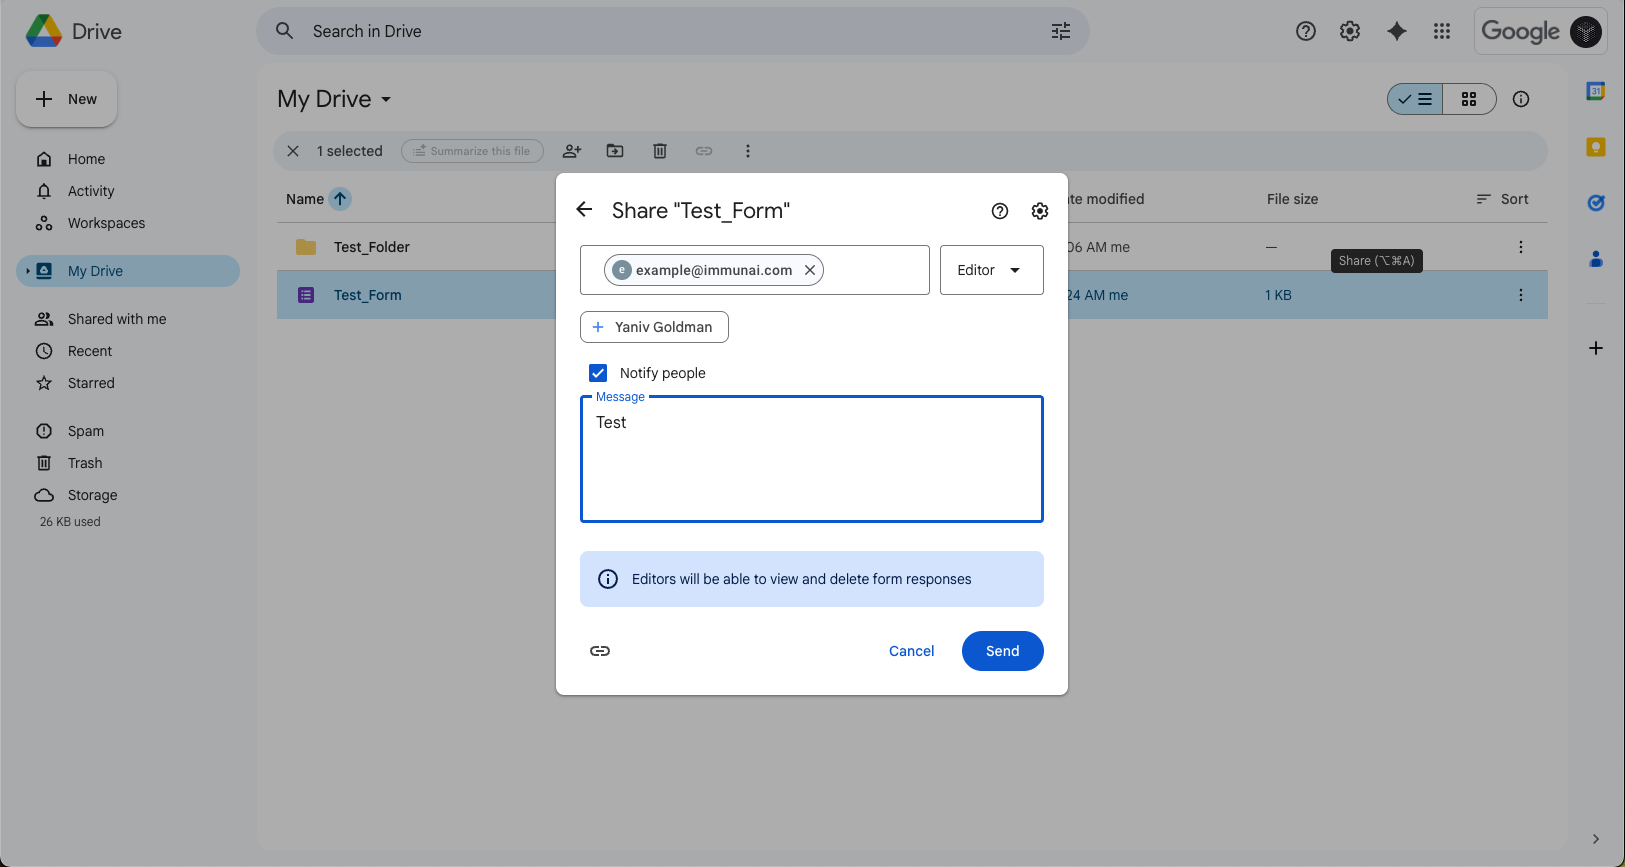 Drive
Search in Drive
Google
New
My Drive
31
1 selected
Summarize this file
Home
Activity
Workspaces
My Drive
Shared with me
Recent
Starred
Spam
Trash
Storage
26 KB used
Name
te modified
File size
Sort
Test_Folder
06 AM me
—
Share (⌥⌘A)
Test_Form
24 AM me
1 KB
Share "Test_Form"
e
example@immunai.com
Editor
Yaniv Goldman
Notify people
Message
Test
Editors will be able to view and delete form responses
Cancel
Send